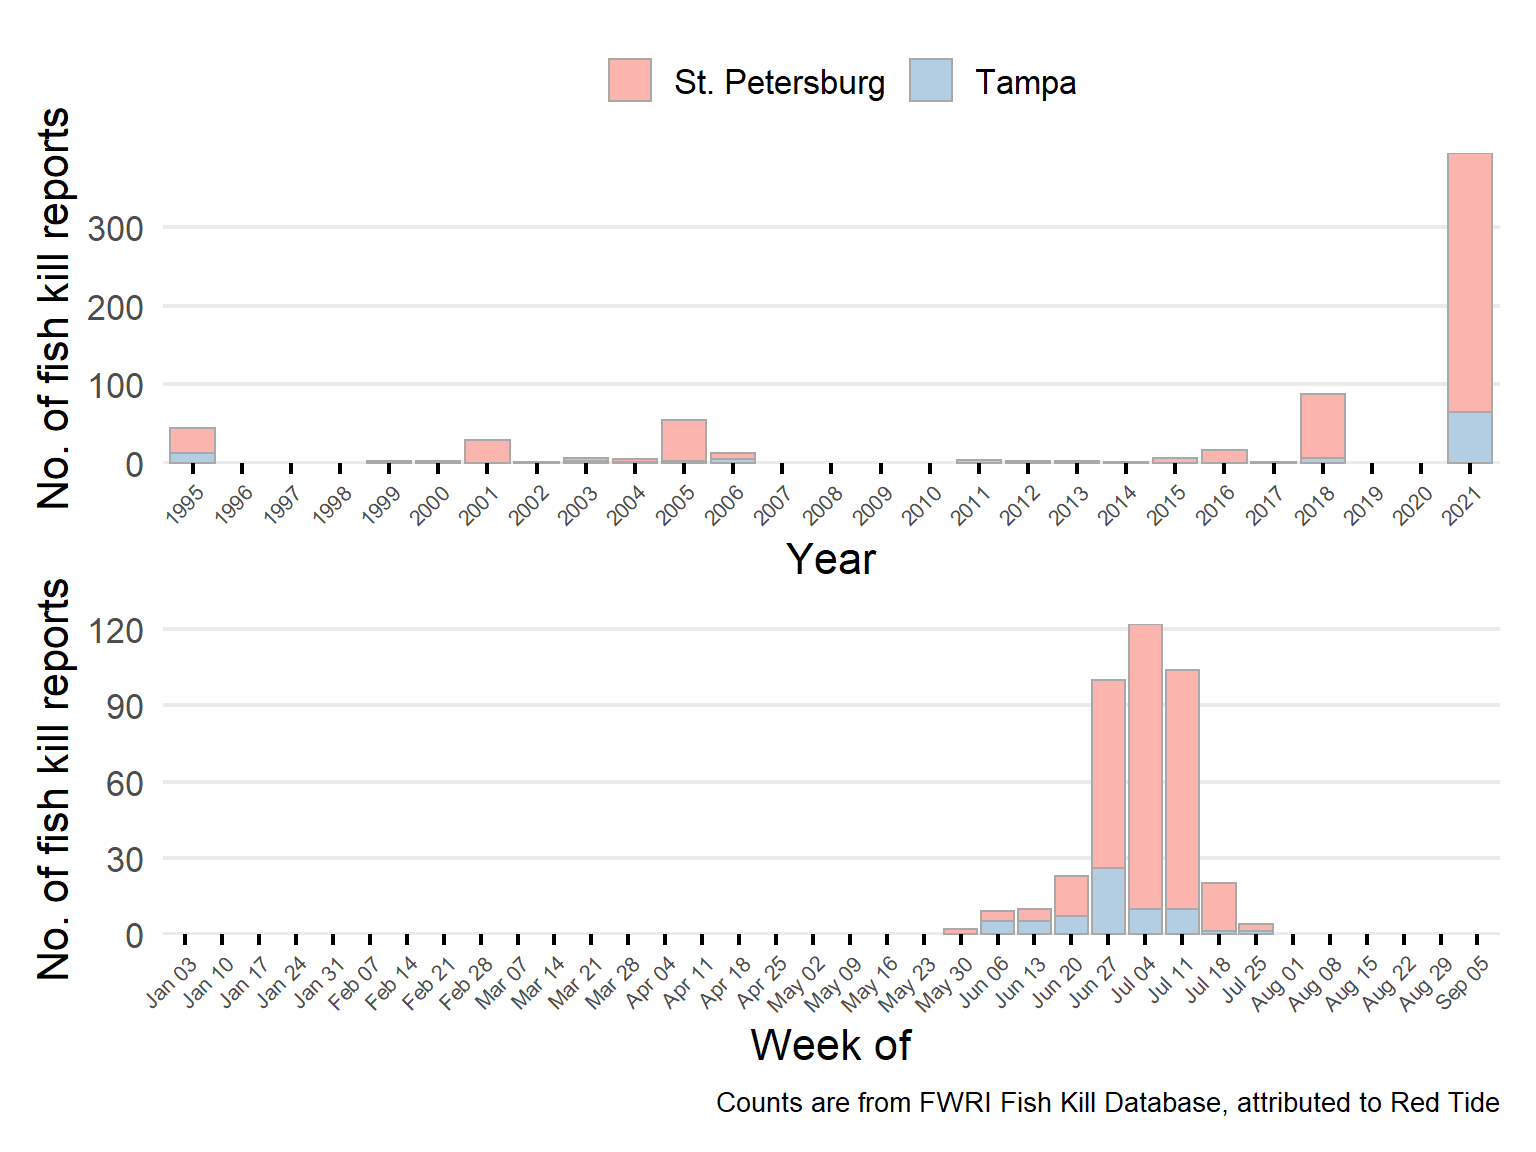 St. Petersburg Tampa
No. of fish kill reports
300
200
100
0
1995 1996 1997 1998 1999 2000 2001 2002 2003 2004 2005 2006 2007 2008 2009 2010 2011 2012 2013 2014 2015 2016 2017 2018 2019 2020 2021
Year
No. of fish kill reports
120
90
60
30
0
Jan 03 Jan 10 Jan 17 Jan 24 Jan 31 Feb 07 Feb 14 Feb 21 Feb 28 Mar 07 Mar 14 Mar 21 Mar 28 Apr 04 Apr 11 Apr 18 Apr 25 May 02 May 09 May 16 May 23 May 30 Jun 06 Jun 13 Jun 20 Jun 27 Jul 04 Jul 11 Jul 18 Jul 25 Aug 01 Aug 08 Aug 15 Aug 22 Aug 29 Sep 05
Week of
Counts are from FWRI Fish Kill Database, attributed to Red Tide